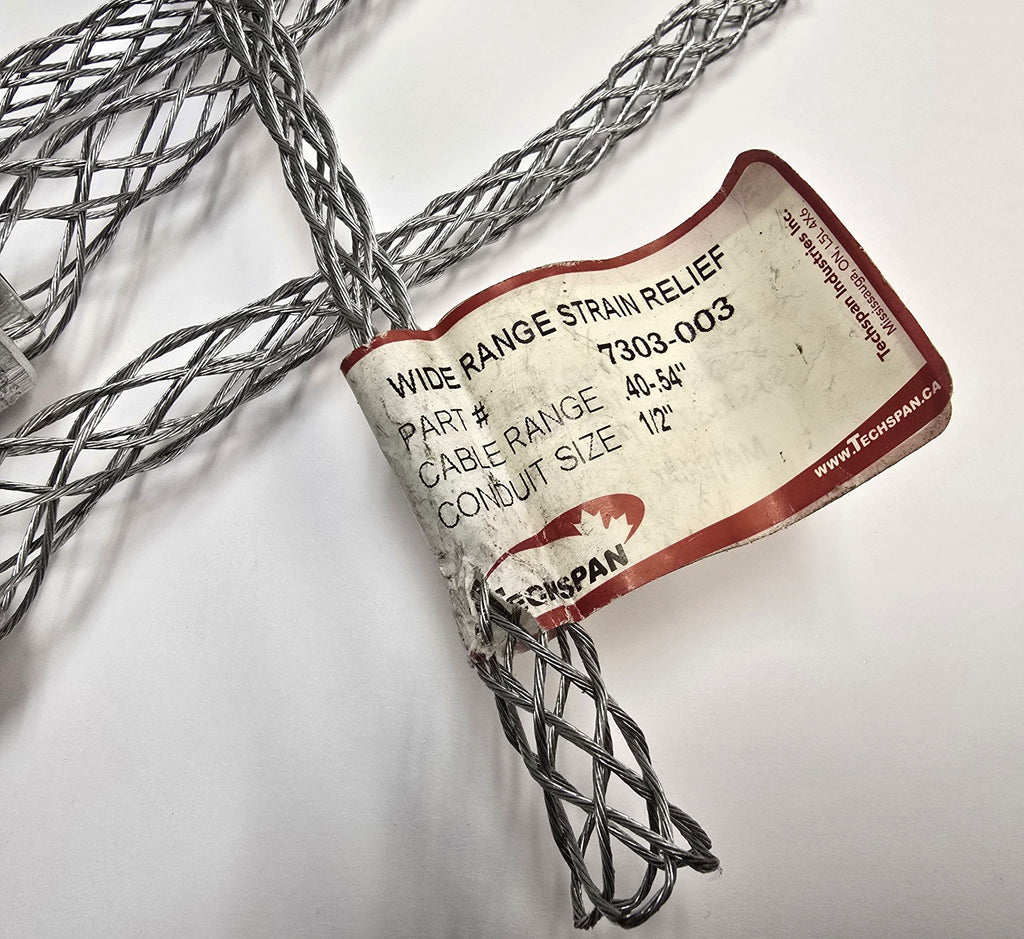 WIDE RANGE STRAIN RELIEF
PART # 7303-003
CABLE RANGE .40-.54"
CONDUIT SIZE 1/2"
TECHSPAN
www.TECHSPAN.CA
Techspan Industries Inc.
Mississauga, ON, L5L 4X6